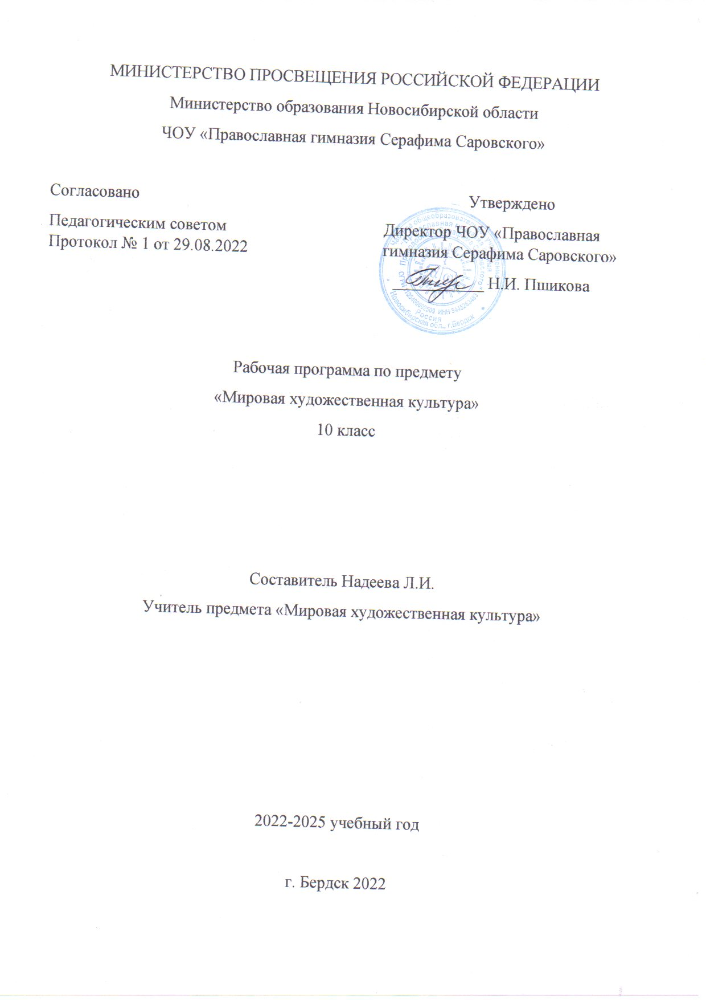 МИНИСТЕРСТВО ПРОСВЕЩЕНИЯ РОССИЙСКОЙ ФЕДЕРАЦИИ
Министерство образования Новосибирской области
ЧОУ «Православная гимназия Серафима Саровского»
Согласовано
Педагогическим советом
Протокол № 1 от 29.08.2022
Утверждено
Директор ЧОУ «Православная
гимназия Серафима Саровского»
Н.И. Пшикова
Новосибирская обл., г.Бердск
Россия
Рабочая программа по предмету
«Мировая художественная культура»
10 класс
Составитель Надеева Л.И.
Учитель предмета «Мировая художественная культура»
2022-2025 учебный год
г. Бердск 2022